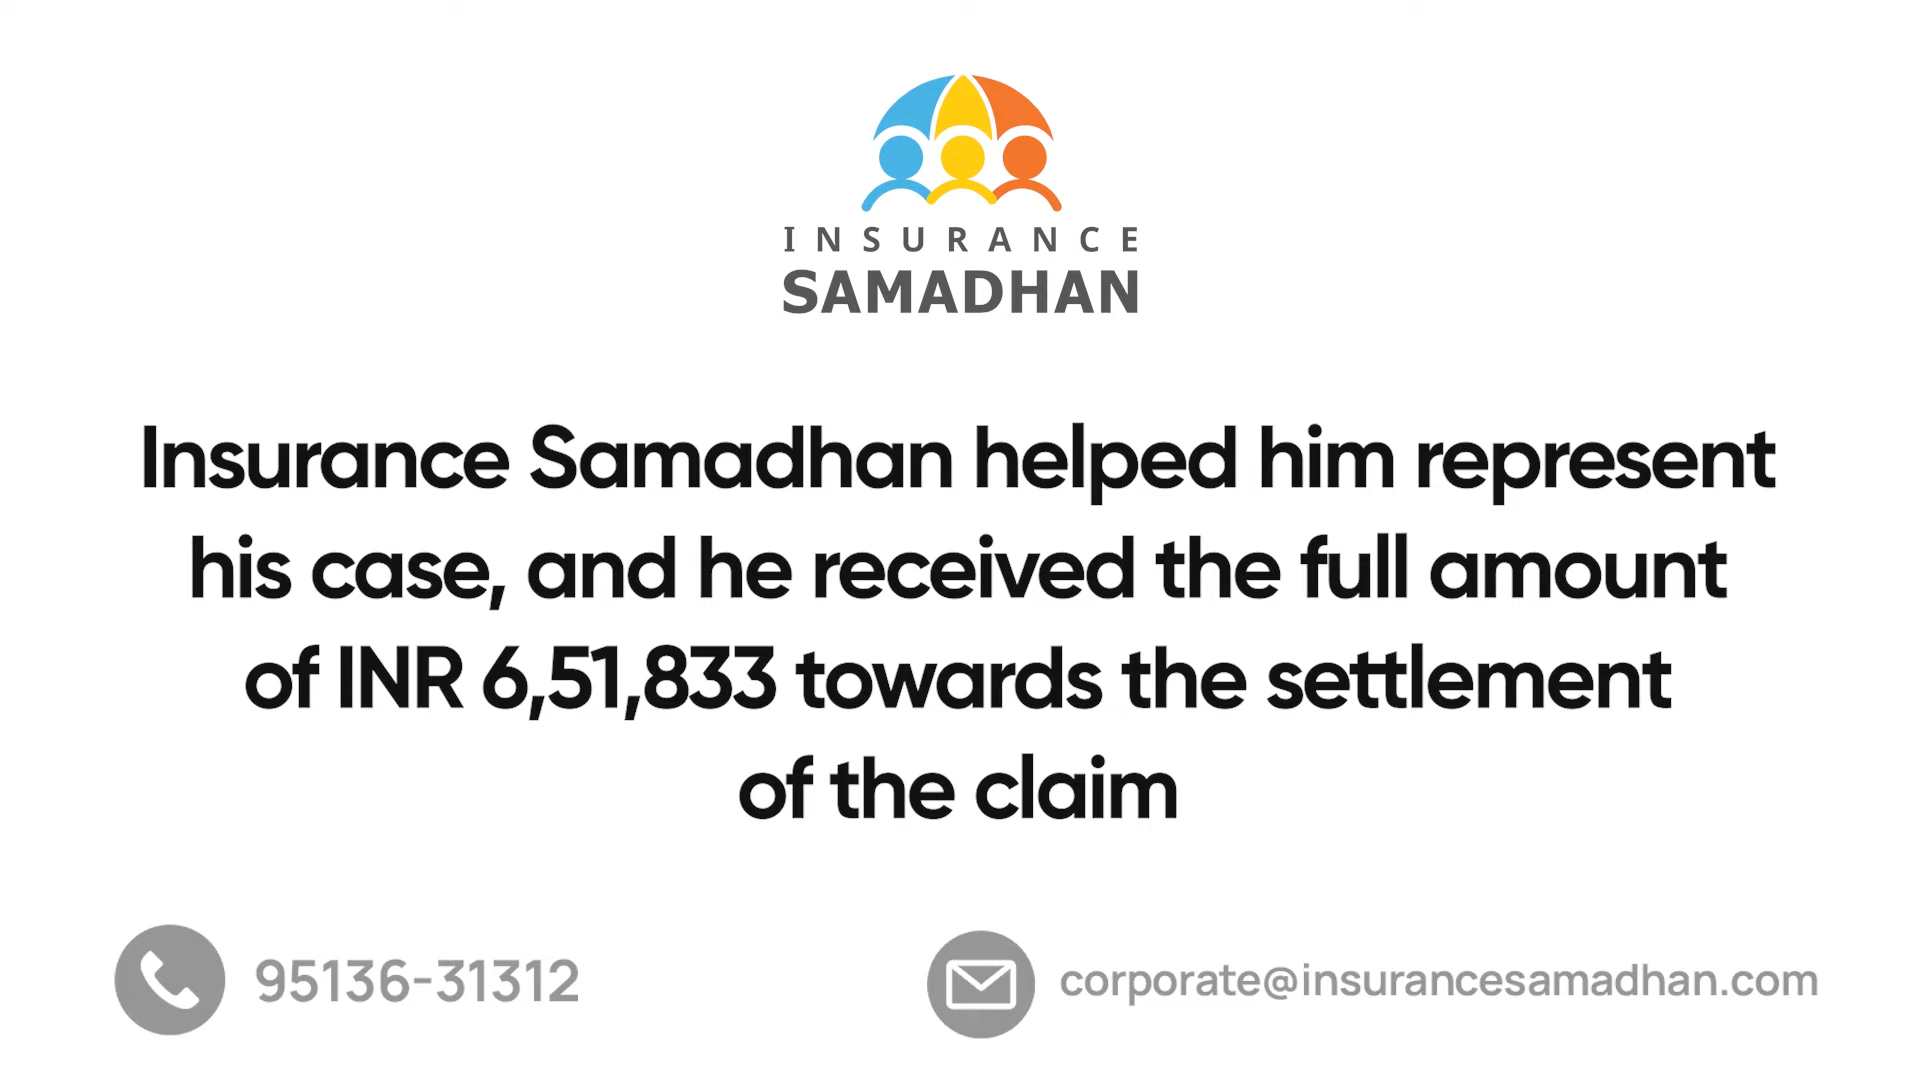 INSURANCE
SAMADHAN
Insurance Samadhan helped him represent
his case, and he received the full amount
of INR 6,51,833 towards the settlement
of the claim
95136-31312
corporate@insurancesamadhan.com